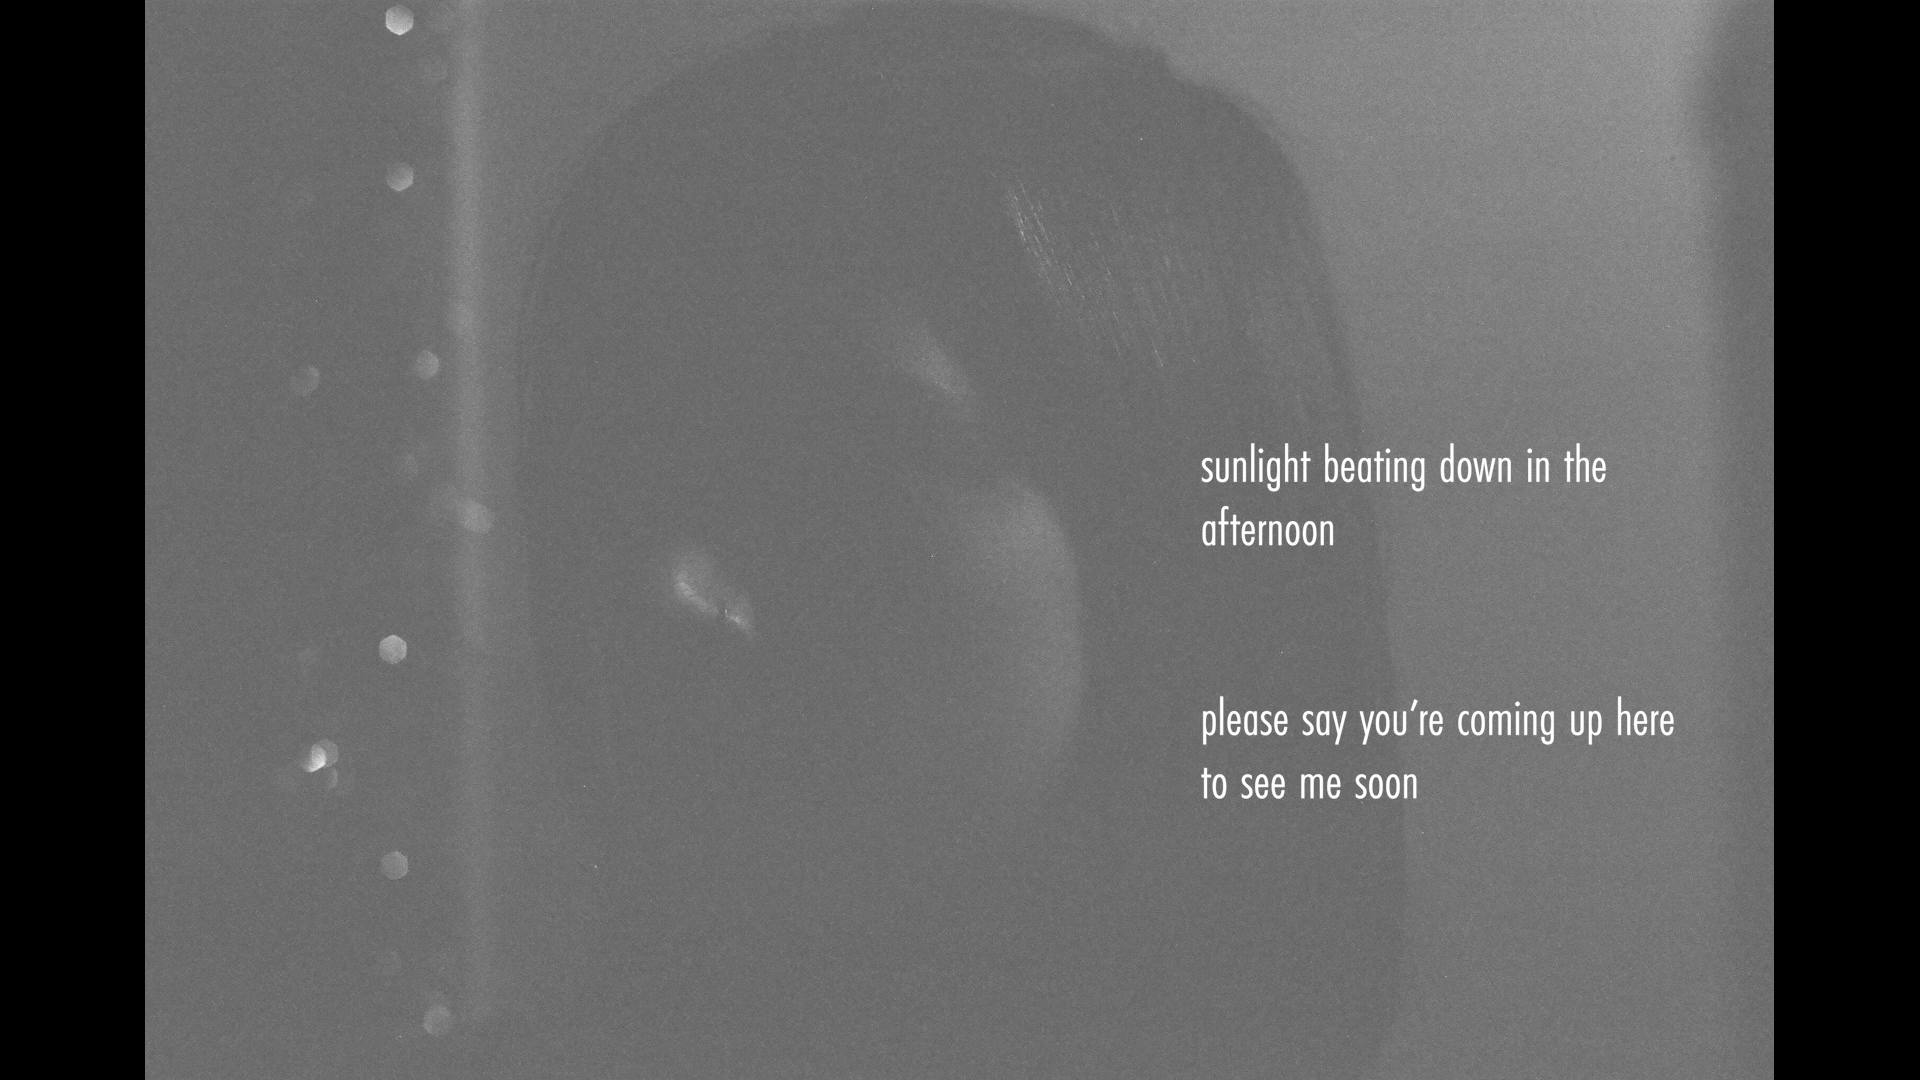 sunlight beating down in the
afternoon
please say you’re coming up here
to see me soon